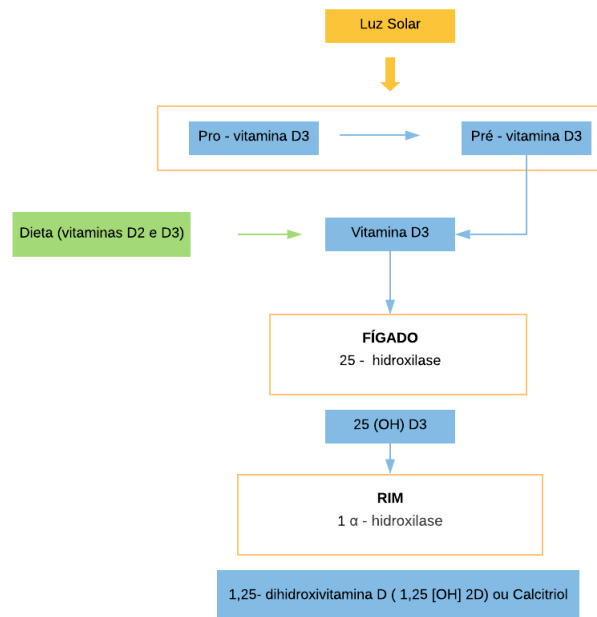 Luz Solar
Pro - vitamina D3
Pré - vitamina D3
Dieta (vitaminas D2 e D3)
Vitamina D3
FÍGADO
25 - hidroxilase
25 (OH) D3
RIM
1 α - hidroxilase
1,25- dihidroxivitamina D ( 1,25 [OH] 2D) ou Calcitriol